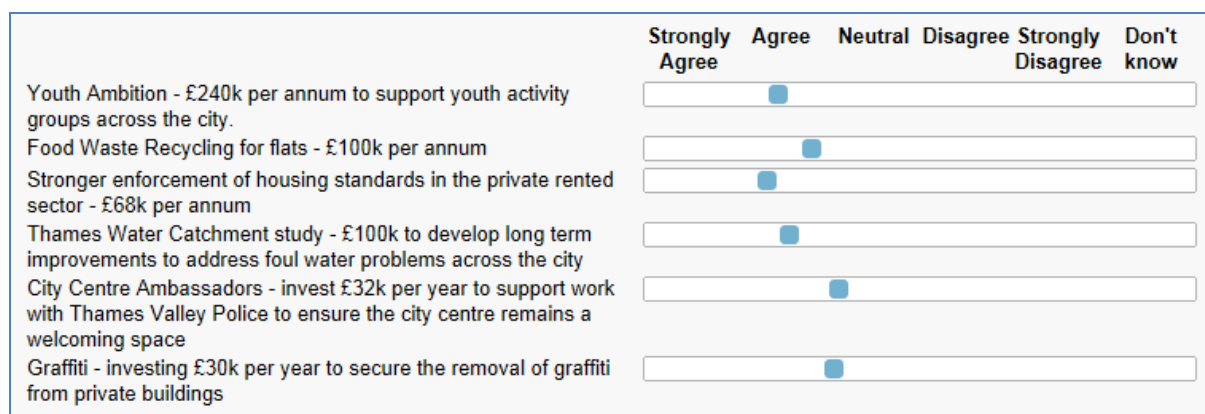 Strongly Agree Neutral Disagree Strongly Don't
Agree Disagree know
Youth Ambition - £240k per annum to support youth activity
groups across the city.
Food Waste Recycling for flats - £100k per annum
Stronger enforcement of housing standards in the private rented
sector - £68k per annum
Thames Water Catchment study - £100k to develop long term
improvements to address foul water problems across the city
City Centre Ambassadors - invest £32k per year to support work
with Thames Valley Police to ensure the city centre remains a
welcoming space
Graffiti - investing £30k per year to secure the removal of graffiti
from private buildings